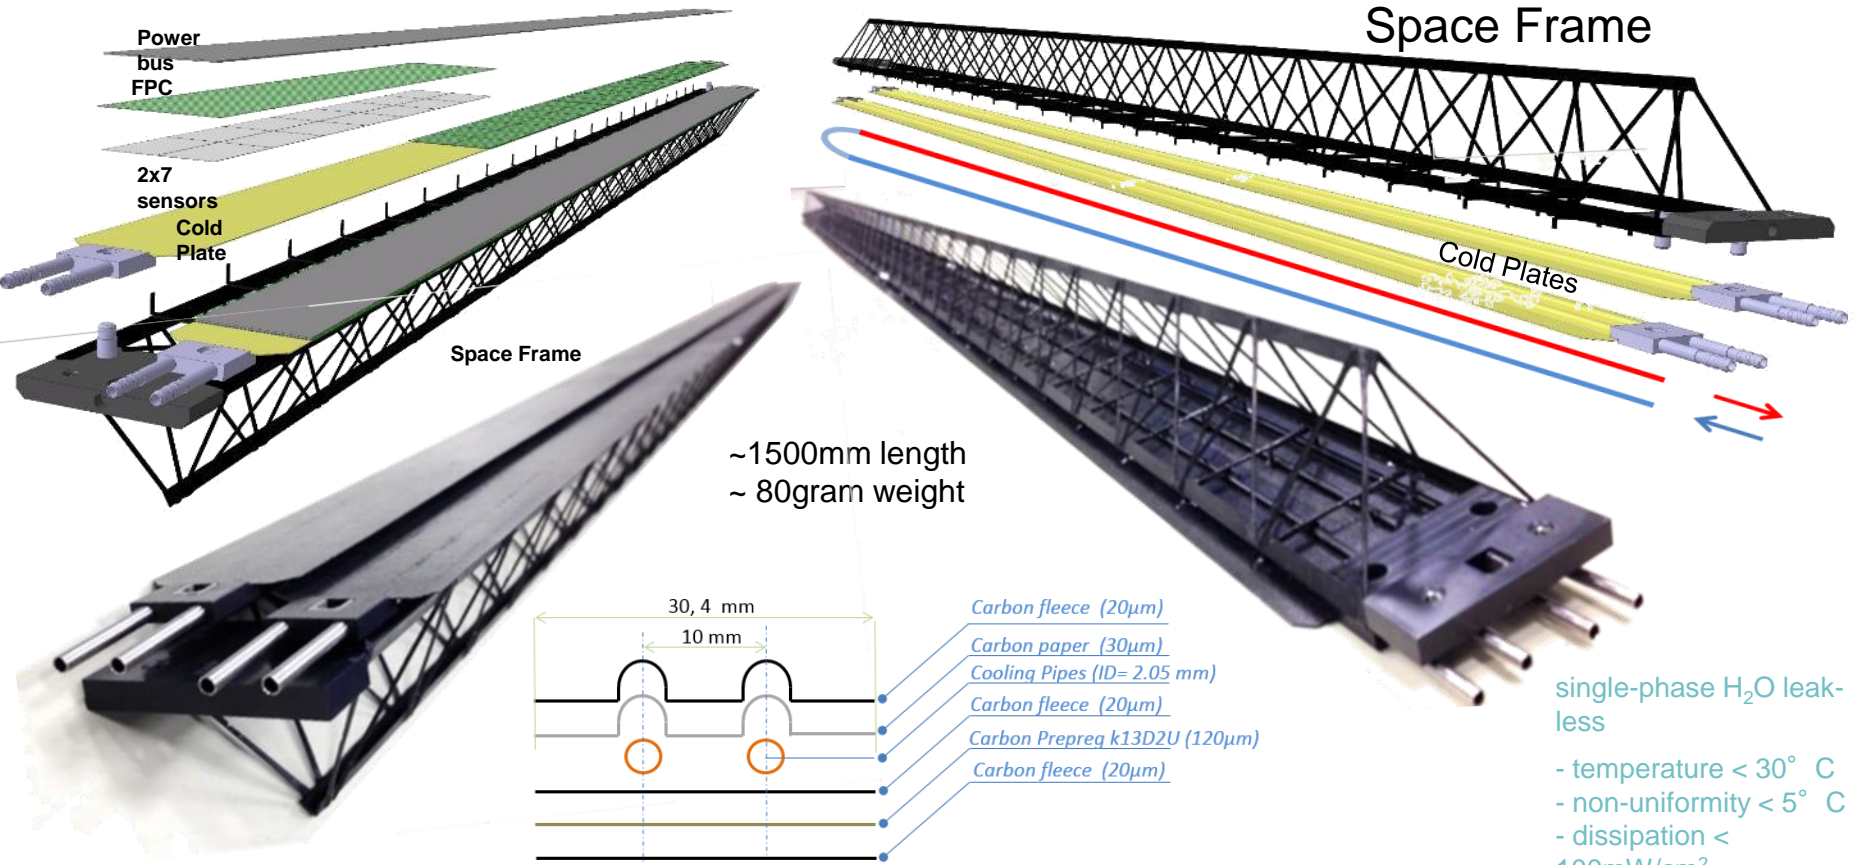 Space Frame
Power
bus
FPC
2x7
sensors
Cold
Plate
Space Frame
Cold Plates
~1500mm length
~ 80gram weight
30, 4 mm
10 mm
Carbon fleece (20µm)
Carbon paper (30µm)
Cooling Pipes (ID= 2.05 mm)
Carbon fleece (20µm)
Carbon Prepreg k13D2U (120µm)
Carbon fleece (20µm)
single-phase H₂O leak-
less
- temperature < 30° C
- non-uniformity < 5° C
- dissipation <